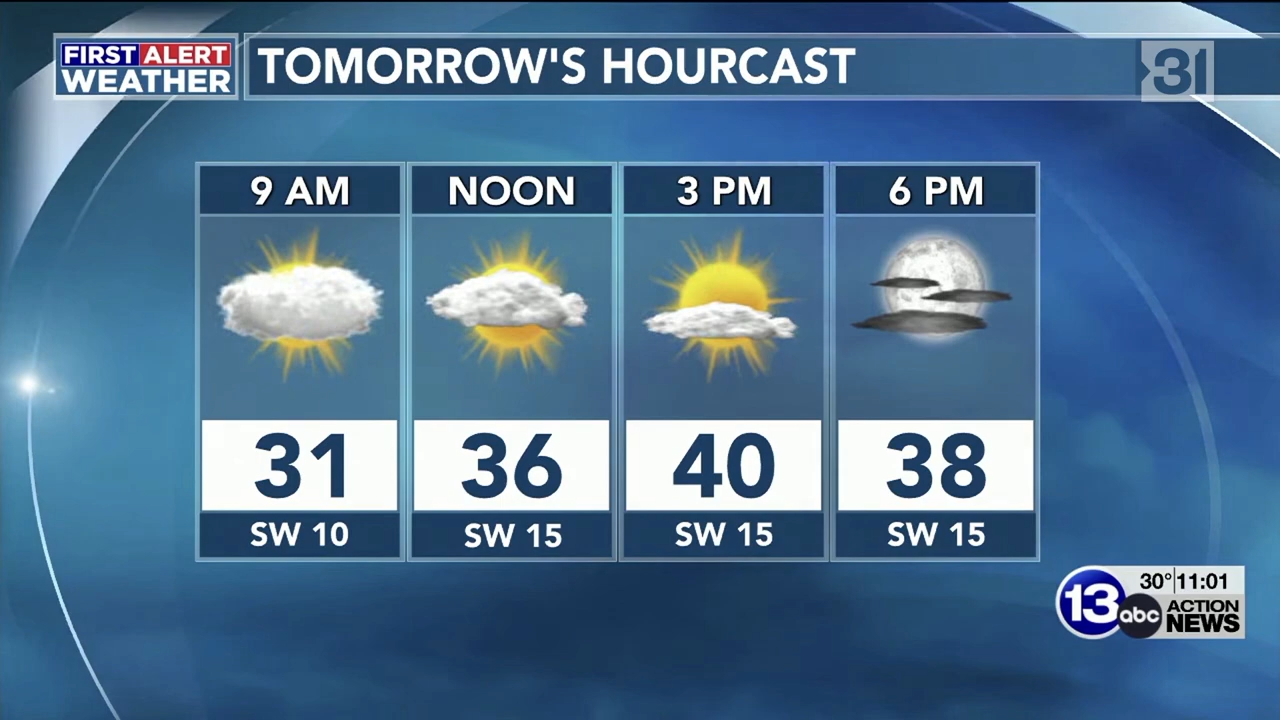 FIRST ALERT
WEATHER
TOMORROW'S HOURCAST
31
9 AM
NOON
3 PM
6 PM
31
36
40
38
SW 10
SW 15
SW 15
SW 15
30° 11:01
13 abc
ACTION
NEWS